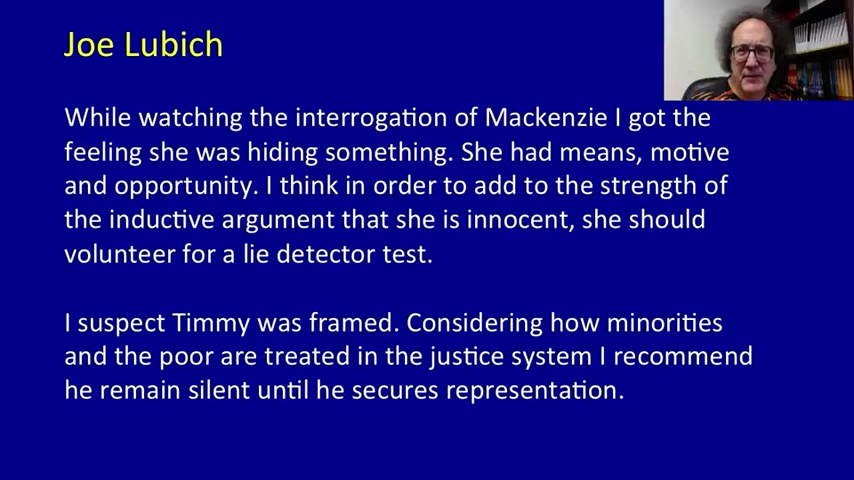 Joe Lubich
While watching the interrogation of Mackenzie I got the
feeling she was hiding something. She had means, motive
and opportunity. I think in order to add to the strength of
the inductive argument that she is innocent, she should
volunteer for a lie detector test.
I suspect Timmy was framed. Considering how minorities
and the poor are treated in the justice system I recommend
he remain silent until he secures representation.